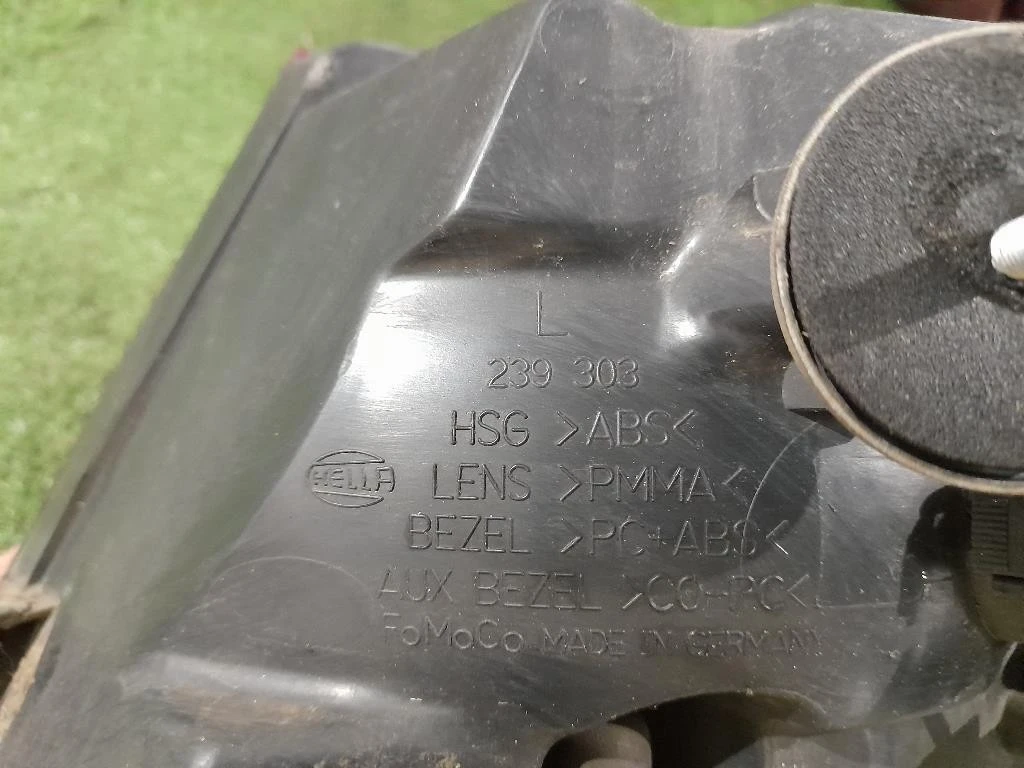 L
239 303
HSG >ABS<
HELLA
LENS >PMMA<
BEZEL >PC+ABS<
AUX BEZEL >CO-PC<
FoMoCo MADE IN GERMANY